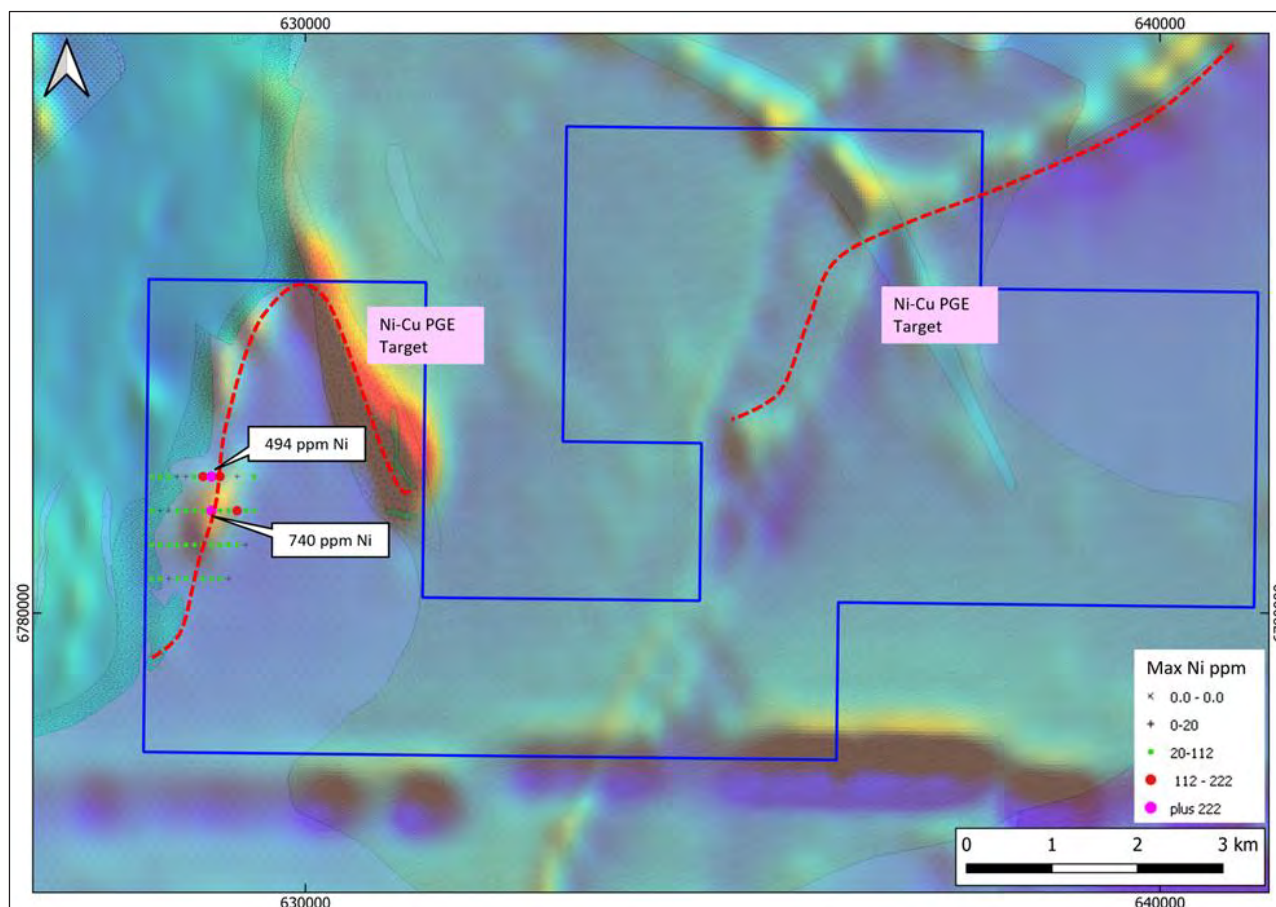 630000
640000
Ni-Cu PGE
Target
Ni-Cu PGE
Target
494 ppm Ni
740 ppm Ni
6780000
6780000
Max Ni ppm
0.0 - 0.0
0-20
20-112
112 - 222
plus 222
0 1 2 3 km
630000
640000